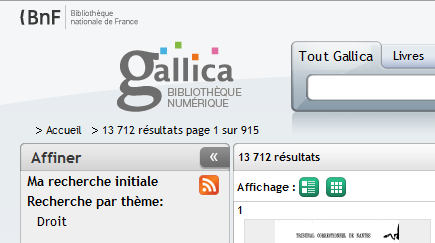 {BnF Bibliothèque
nationale de France
Tout Gallica Livres
gallica
BIBLIOTHÈQUE
NUMÉRIQUE
> Accueil > 13 712 résultats page 1 sur 915
Affiner «
13 712 résultats
Ma recherche initiale
Affichage :
Recherche par thème:
1
Droit
TRIBUNAL CORRECTIONNEL DE NANTES